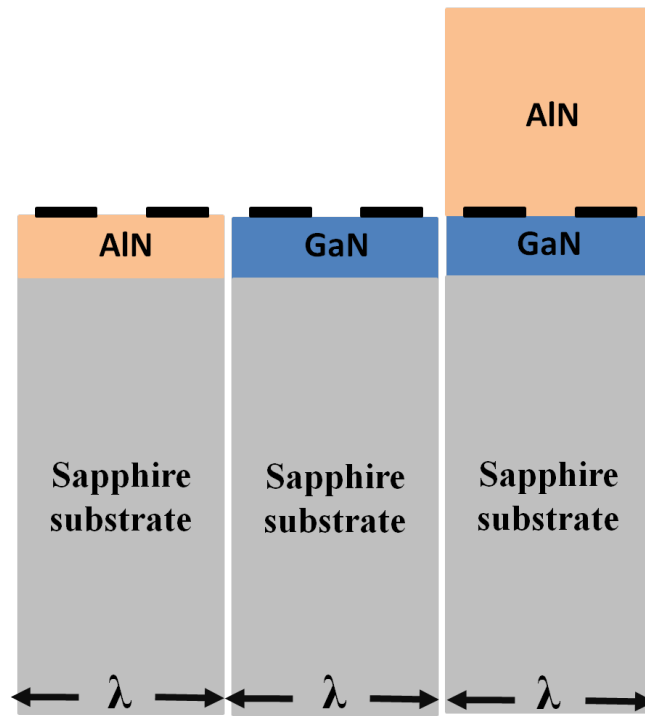 AlN
AlN
GaN
GaN
Sapphire
substrate
Sapphire
substrate
Sapphire
substrate
λ
λ
λ